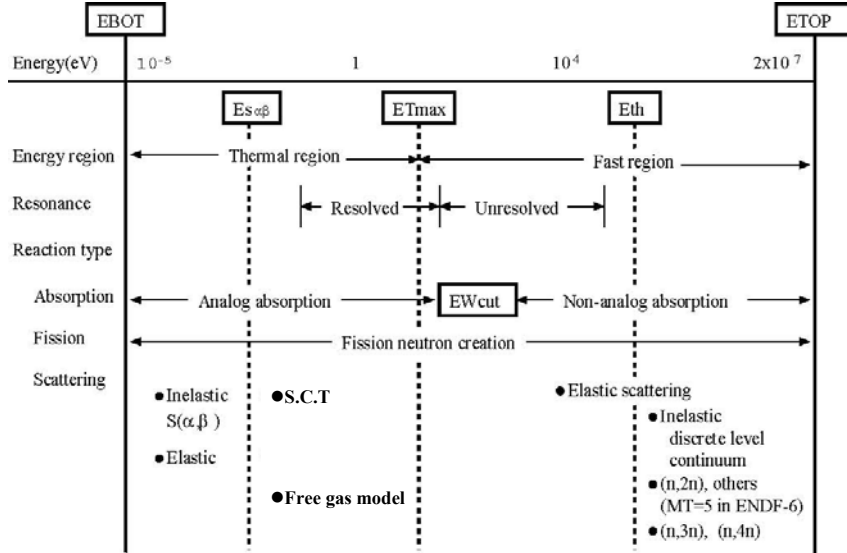 EBOT ETOP
Energy(eV) 10⁻⁵ 1 10⁴ 2x10⁻⁷
Esαβ ETmax Eth
Energy region Thermal region Fast region
Resonance Resolved Unresolved
Reaction type
Absorption Analog absorption EWcut Non-analog absorption
Fission Fission neutron creation
Scattering
●Inelastic
S(α,β)
●Elastic
●S.C.T
●Free gas model
●Elastic scattering
●Inelastic
discrete level
continuum
●(n,2n), others
(MT=5 in ENDF-6)
●(n,3n), (n,4n)